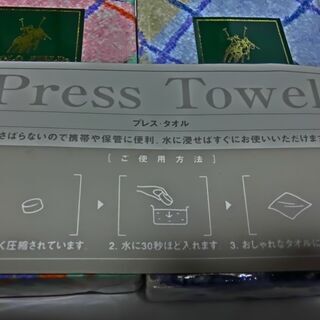 Press Towel
プレス・タオル
さばらないので携帯や保管に便利。水に浸せばすぐにお使いいただけます
[ご使用方法]
く圧縮されています。 2. 水に30秒ほど入れます。 3. おしゃれなタオルに